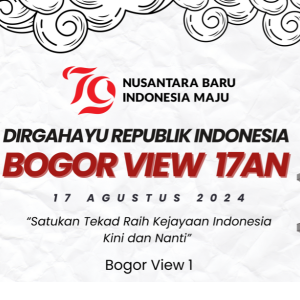 79
NUSANTARA BARU
INDONESIA MAJU
DIRGAHAYU REPUBLIK INDONESIA
BOGOR VIEW 17AN
17 AGUSTUS 2024
“Satukan Tekad Raih Kejayaan Indonesia
Kini dan Nanti”
Bogor View 1